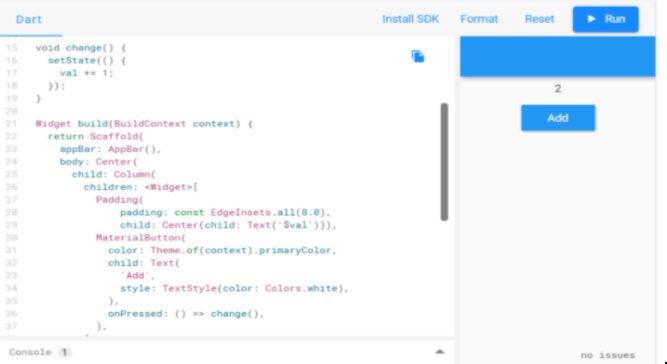 Dart
Install SDK Format Reset Run
15 void change() {
16 setState(() {
17 val += 1;
18 });
19 }
20
21 Widget build(BuildContext context) {
22 return Scaffold(
23 appBar: AppBar(),
24 body: Center(
25 child: Column(
26 children: <Widget>[
27 Padding(
28 padding: const EdgeInsets.all(8.0),
29 child: Center(child: Text('$val'))),
30 MaterialButton(
31 color: Theme.of(context).primaryColor,
32 child: Text(
33 'Add',
34 style: TextStyle(color: Colors.white),
35 ),
36 onPressed: () => change(),
37 ),
2
Add
Console 1
no issues